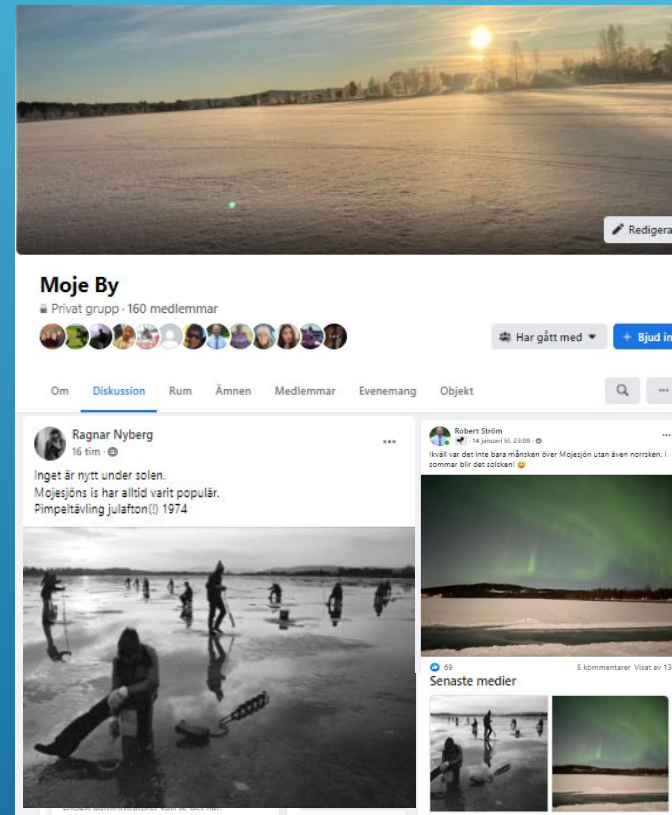 Redigera
Moje By
Privat grupp · 160 medlemmar
Har gått med
+ Bjud in
Om Diskussion Rum Ämnen Medlemmar Evenemang Objekt
Ragnar Nyberg
16 tim ·
Inget är nytt under solen.
Mojesjöns is har alltid varit populär.
Pimpeltävling julafton(!) 1974
Robert Ström
14 januari kl. 23:08 ·
Ikväll var det inte bara månsken över Mojesjön utan även norrsken. I
sommar blir det solsken!
69
5 kommentarer Visat av 13
Senaste medier